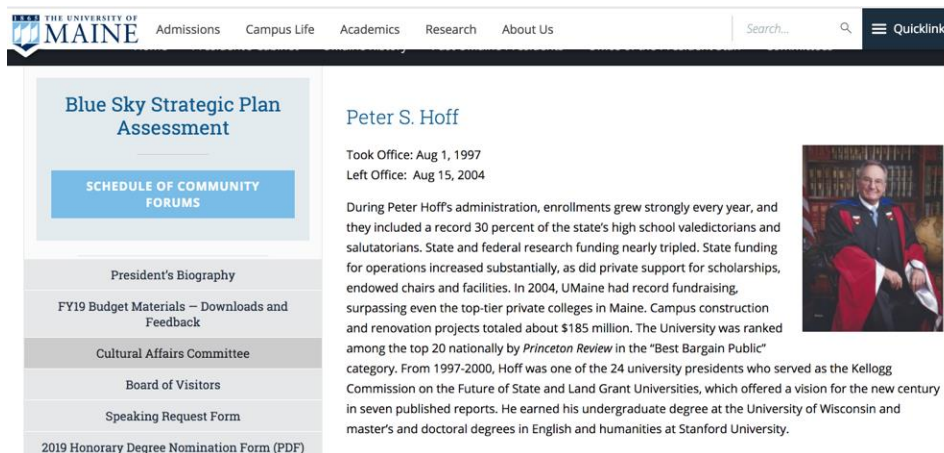 1865 THE UNIVERSITY OF
MAINE
Admissions Campus Life Academics Research About Us
Search...
Quicklink
Blue Sky Strategic Plan
Assessment
SCHEDULE OF COMMUNITY
FORUMS
President's Biography
FY19 Budget Materials — Downloads and
Feedback
Cultural Affairs Committee
Board of Visitors
Speaking Request Form
2019 Honorary Degree Nomination Form (PDF)
Peter S. Hoff
Took Office: Aug 1, 1997
Left Office: Aug 15, 2004
During Peter Hoff's administration, enrollments grew strongly every year, and
they included a record 30 percent of the state's high school valedictorians and
salutatorians. State and federal research funding nearly tripled. State funding
for operations increased substantially, as did private support for scholarships,
endowed chairs and facilities. In 2004, UMaine had record fundraising,
surpassing even the top-tier private colleges in Maine. Campus construction
and renovation projects totaled about $185 million. The University was ranked
among the top 20 nationally by Princeton Review in the "Best Bargain Public"
category. From 1997-2000, Hoff was one of the 24 university presidents who served as the Kellogg
Commission on the Future of State and Land Grant Universities, which offered a vision for the new century
in seven published reports. He earned his undergraduate degree at the University of Wisconsin and
master's and doctoral degrees in English and humanities at Stanford University.